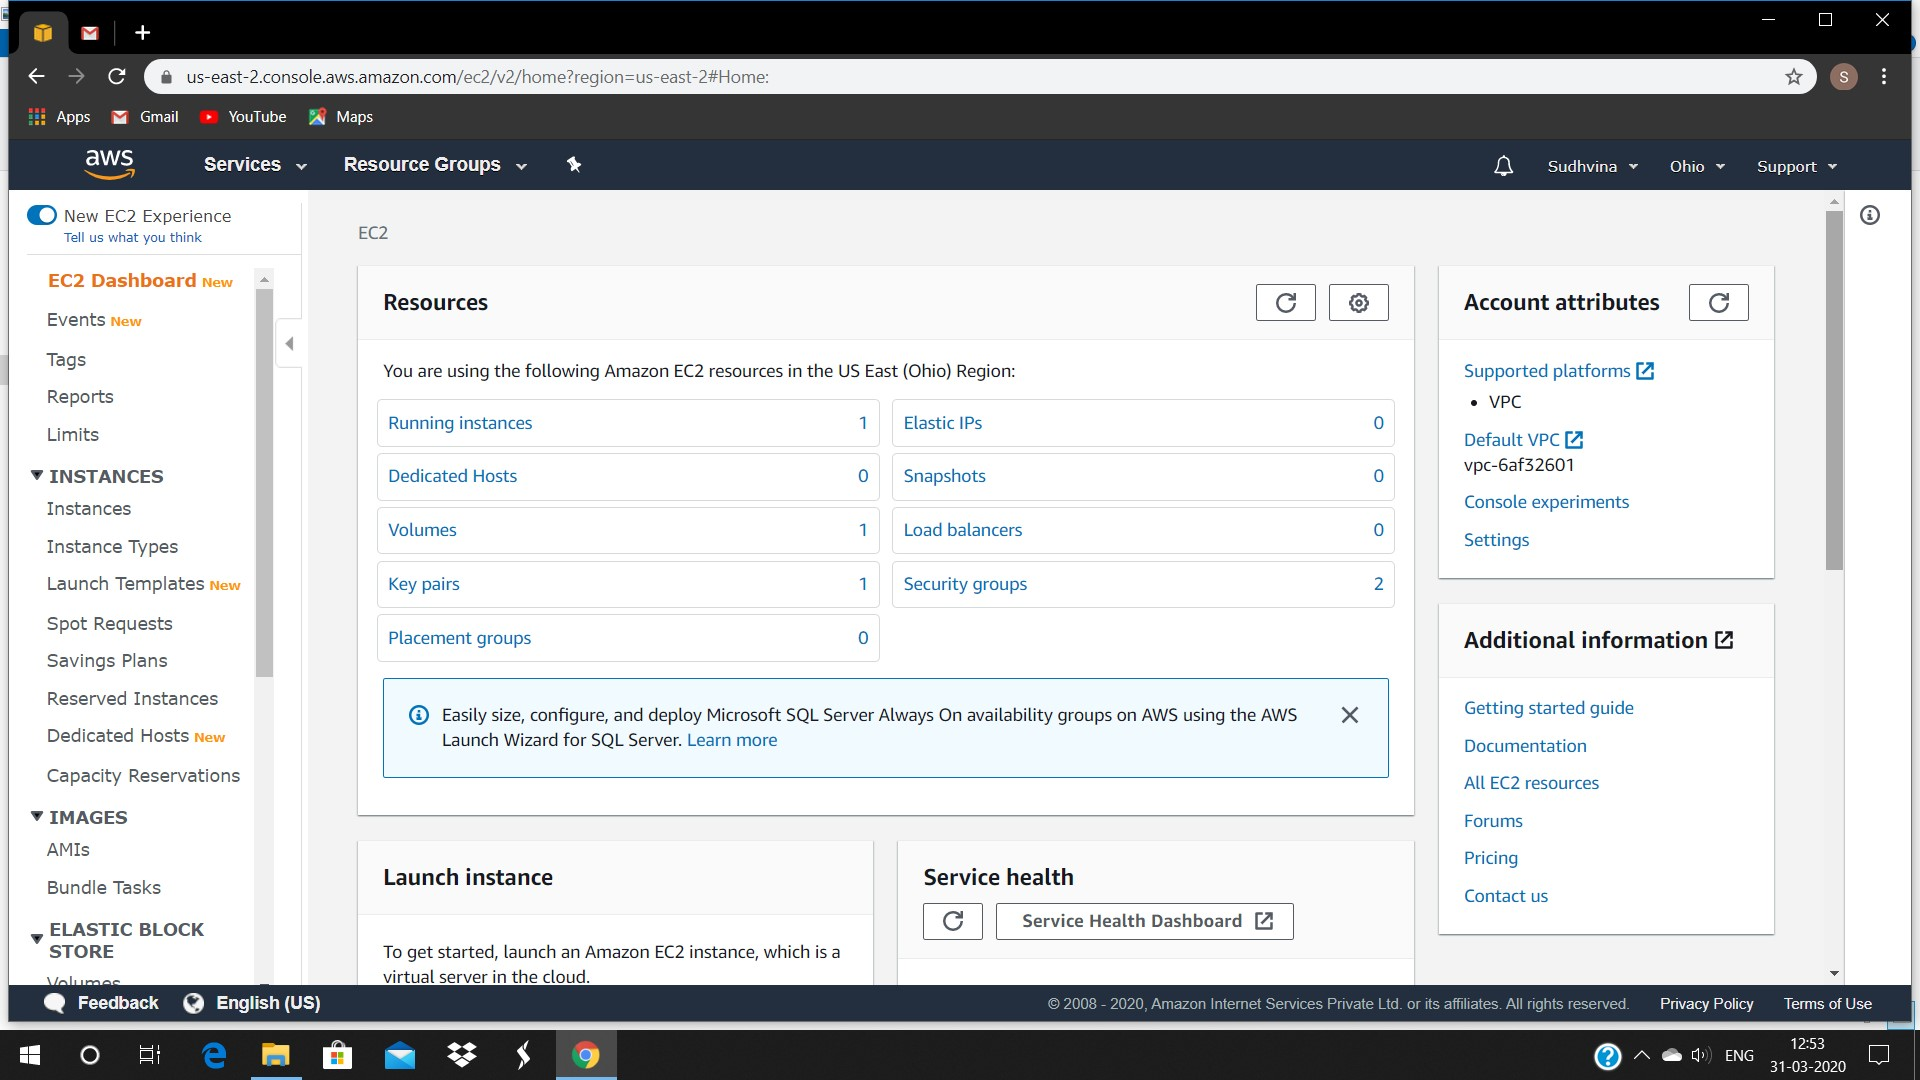 us-east-2.console.aws.amazon.com/ec2/v2/home?region=us-east-2#Home:
S
Apps Gmail YouTube Maps
aws Services Resource Groups Sudhvina Ohio Support
New EC2 Experience
Tell us what you think
EC2 Dashboard New
Events New
Tags
Reports
Limits
INSTANCES
Instances
Instance Types
Launch Templates New
Spot Requests
Savings Plans
Reserved Instances
Dedicated Hosts New
Capacity Reservations
IMAGES
AMIs
Bundle Tasks
ELASTIC BLOCK
STORE
Volumes
EC2
Resources
You are using the following Amazon EC2 resources in the US East (Ohio) Region:
Running instances 1
Elastic IPs 0
Dedicated Hosts 0
Snapshots 0
Volumes 1
Load balancers 0
Key pairs 1
Security groups 2
Placement groups 0
Easily size, configure, and deploy Microsoft SQL Server Always On availability groups on AWS using the AWS
Launch Wizard for SQL Server. Learn more
Launch instance
To get started, launch an Amazon EC2 instance, which is a
virtual server in the cloud.
Service health
Service Health Dashboard
Account attributes
Supported platforms
• VPC
Default VPC
vpc-6af32601
Console experiments
Settings
Additional information
Getting started guide
Documentation
All EC2 resources
Forums
Pricing
Contact us
Feedback English (US) © 2008 - 2020, Amazon Internet Services Private Ltd. or its affiliates. All rights reserved. Privacy Policy Terms of Use
ENG
12:53
31-03-2020